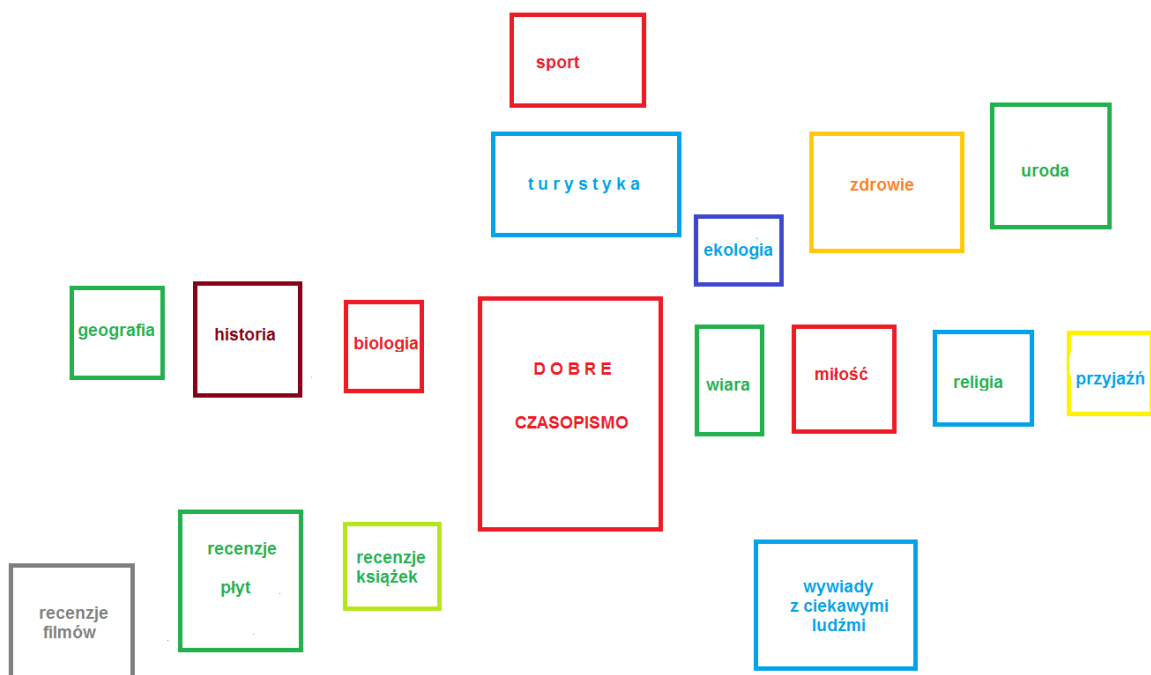 sport
t u r y s t y k a
zdrowie
uroda
ekologia
geografia
historia
biologia
D O B R E
CZASOPISMO
wiara
miłość
religia
przyjaźń
recenzje
płyt
recenzje
książek
recenzje
filmów
wywiady
z ciekawymi
ludźmi